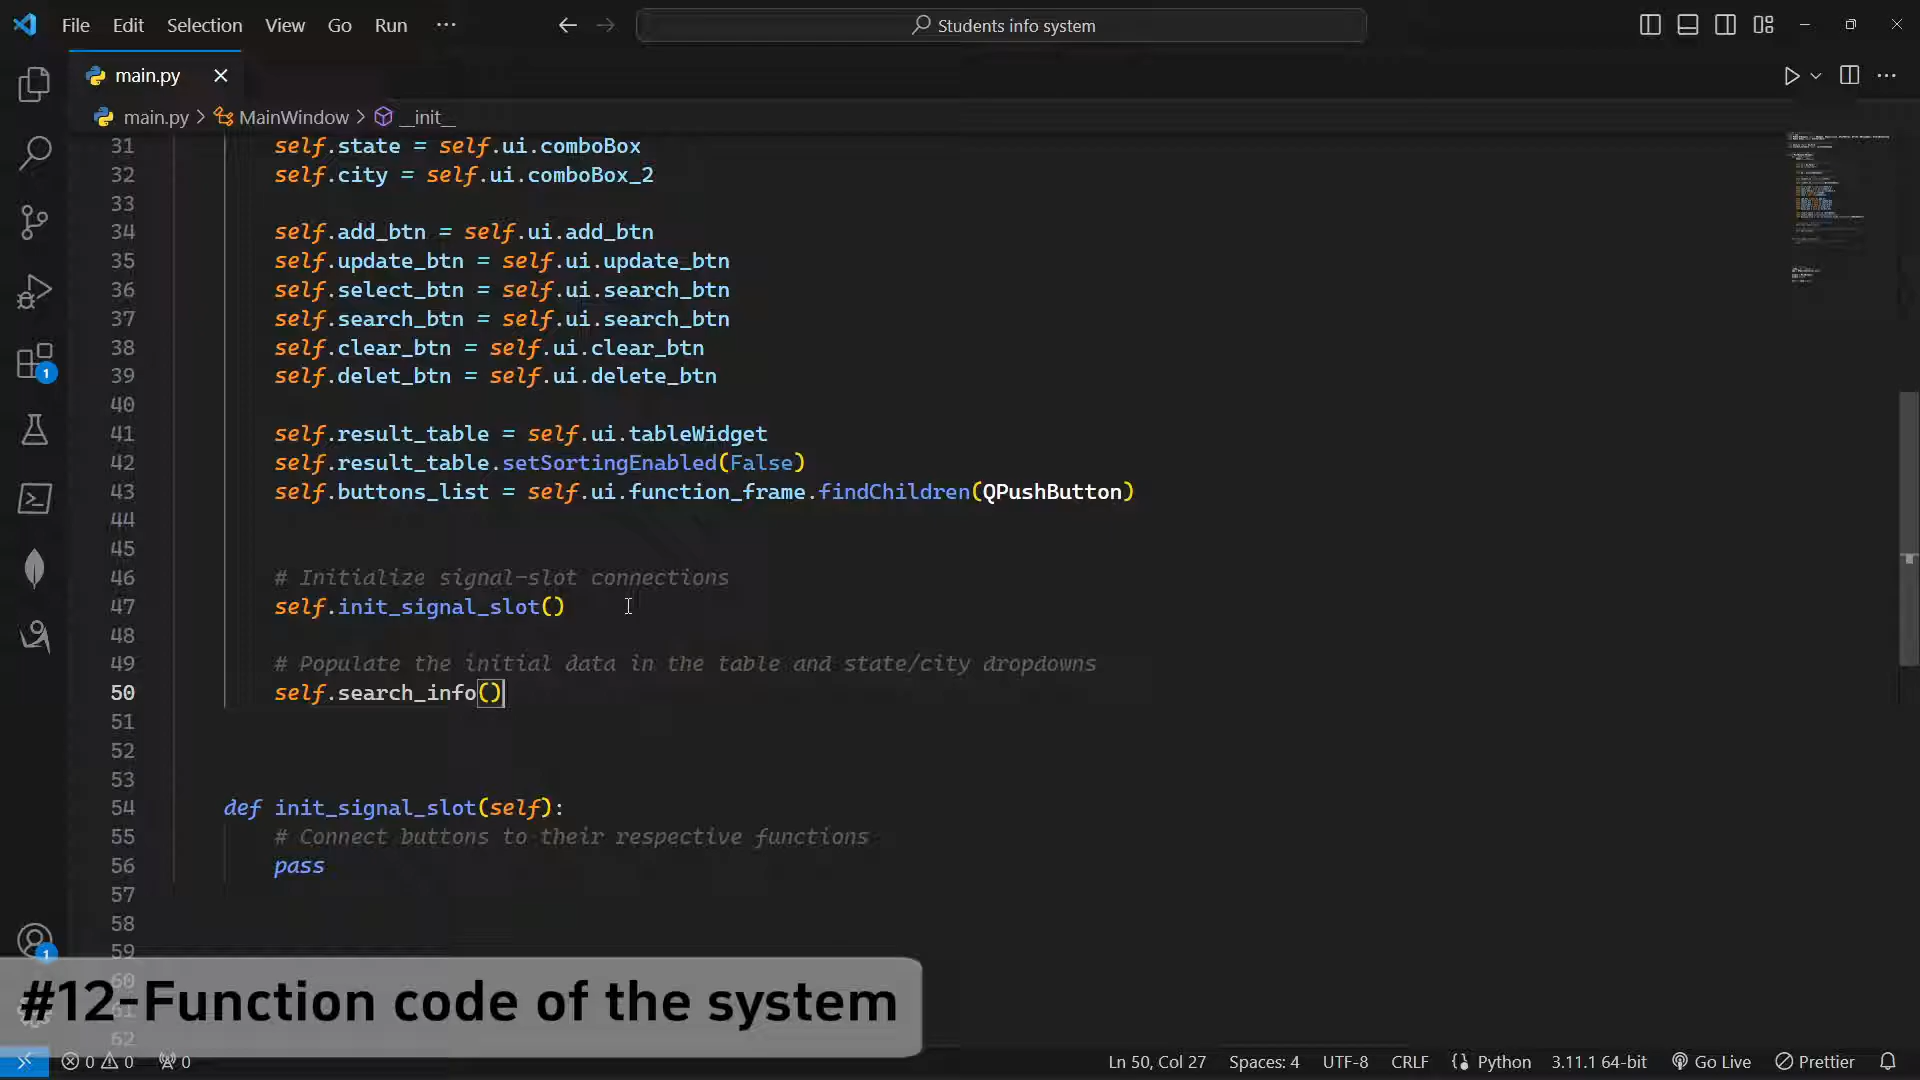 File Edit Selection View Go Run ···
Students info system
main.py
main.py > MainWindow > __init__
31 self.state = self.ui.comboBox
32 self.city = self.ui.comboBox_2
33
34 self.add_btn = self.ui.add_btn
35 self.update_btn = self.ui.update_btn
36 self.select_btn = self.ui.search_btn
37 self.search_btn = self.ui.search_btn
38 self.clear_btn = self.ui.clear_btn
39 self.delet_btn = self.ui.delete_btn
40
41 self.result_table = self.ui.tableWidget
42 self.result_table.setSortingEnabled(False)
43 self.buttons_list = self.ui.function_frame.findChildren(QPushButton)
44
45
46 # Initialize signal-slot connections
47 self.init_signal_slot()
48
49 # Populate the initial data in the table and state/city dropdowns
50 self.search_info()
51
52
53
54 def init_signal_slot(self):
55 # Connect buttons to their respective functions
56 pass
57
58
59
60
61
62
#12-Function code of the system
1
1
0 0 0
Ln 50, Col 27 Spaces: 4 UTF-8 CRLF Python 3.11.1 64-bit Go Live Prettier